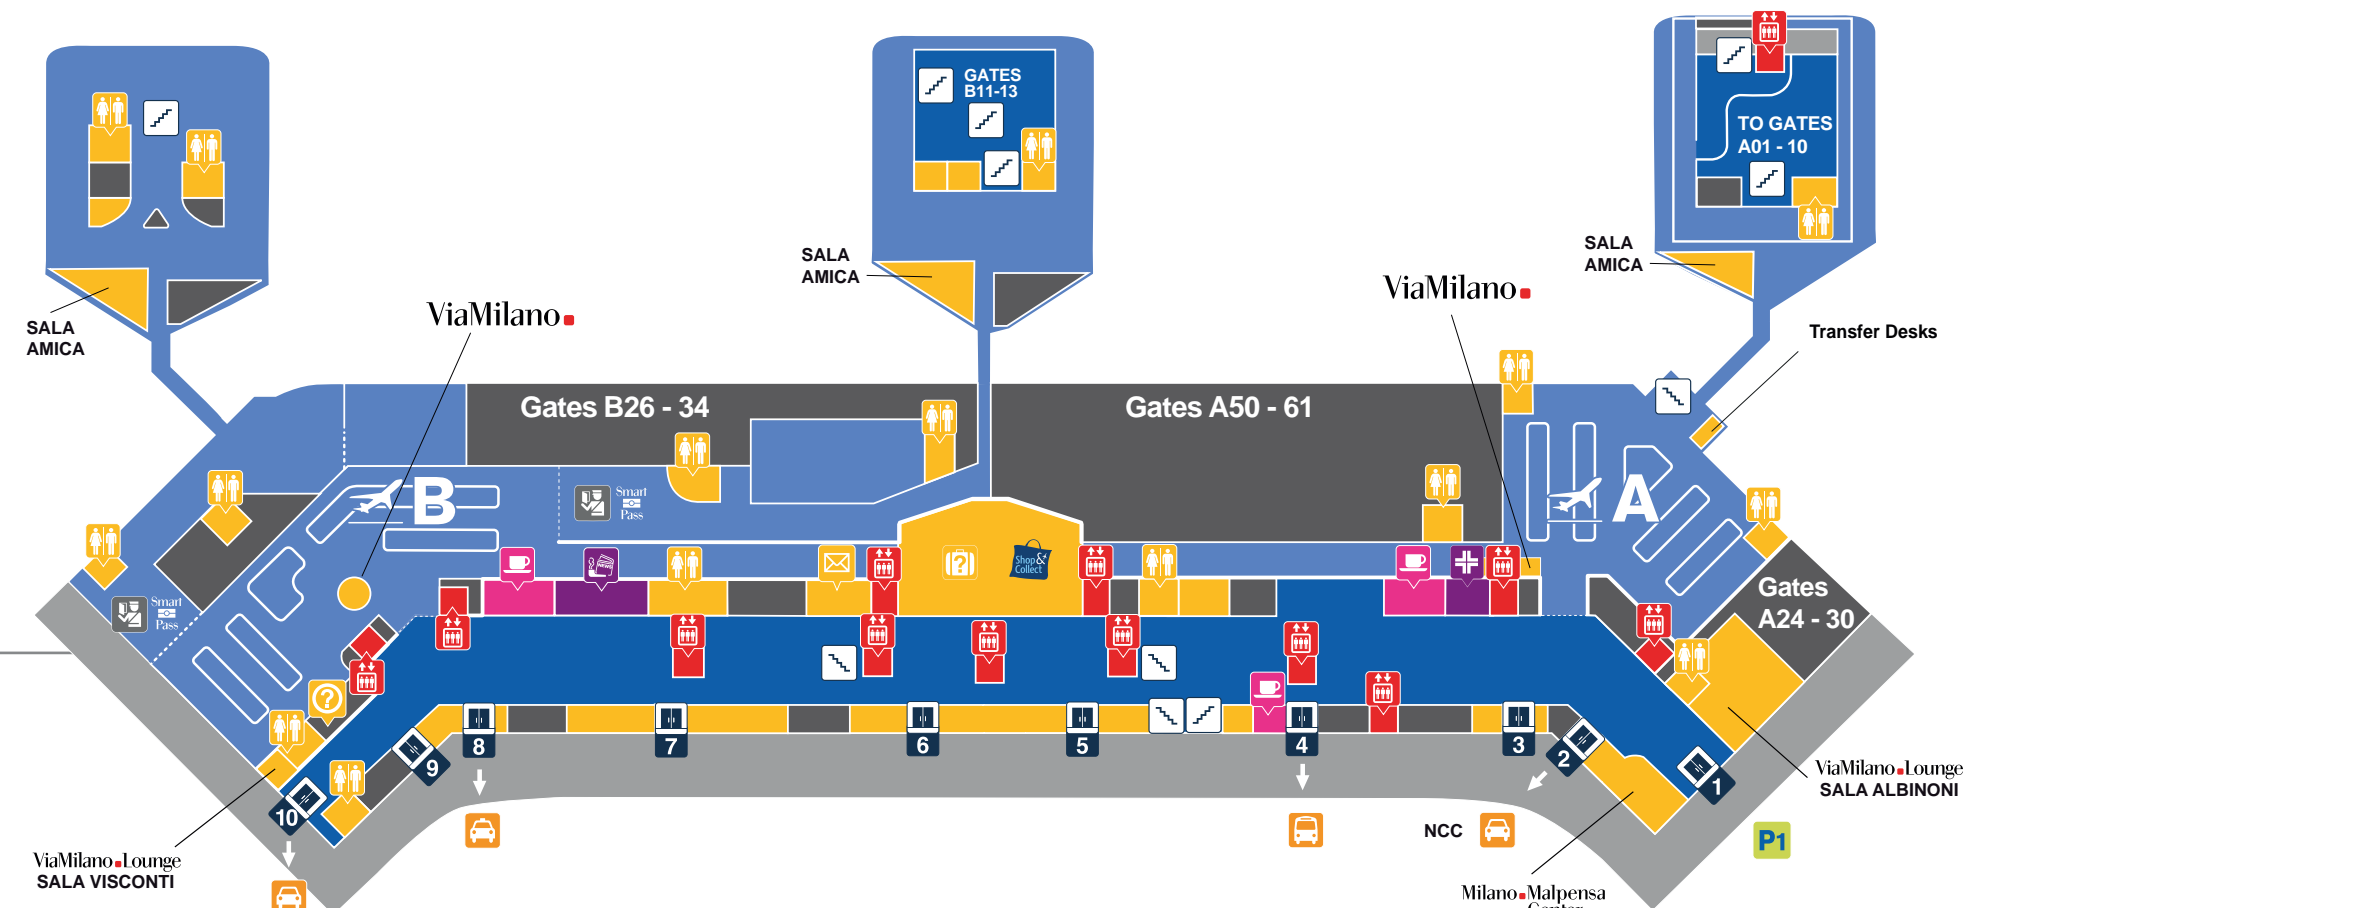 GATES
B11-13
TO GATES
A01 - 10
SALA
AMICA
SALA
AMICA
SALA
AMICA
ViaMilano
ViaMilano
Transfer Desks
Gates B26 - 34
Gates A50 - 61
B
A
Smart
Pass
Smart
Pass
NEWS
Shop&
Collect
Gates
A24 - 30
?
10
9
8
7
6
5
4
3
2
1
ViaMilano Lounge
SALA ALBINONI
NCC
P1
ViaMilano Lounge
SALA VISCONTI
Milano Malpensa
Center